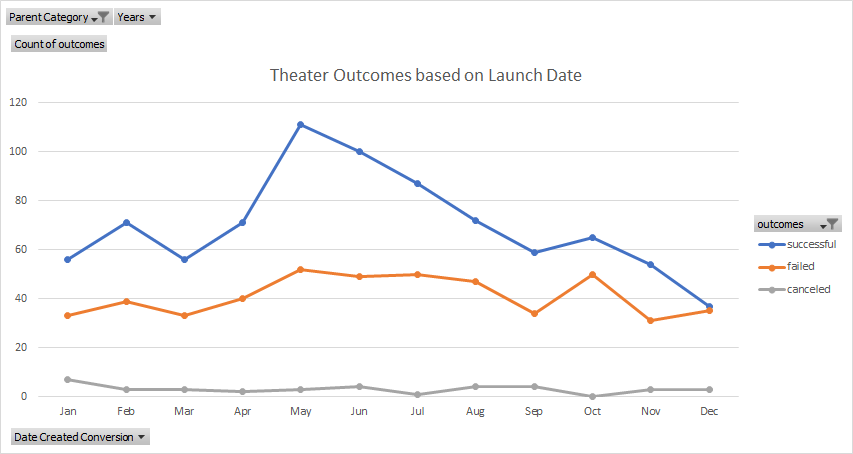 Parent Category Years
Count of outcomes
Theater Outcomes based on Launch Date
120
100
80
60
40
20
0
Jan Feb Mar Apr May Jun Jul Aug Sep Oct Nov Dec
outcomes
successful
failed
canceled
Date Created Conversion